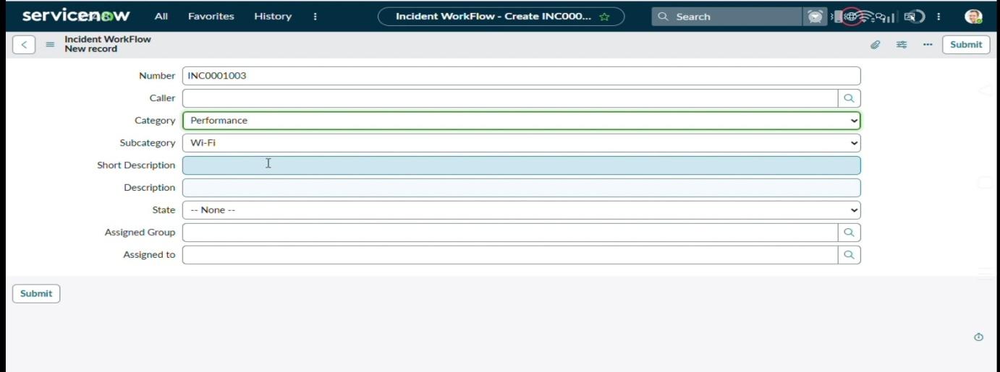 servicenow All Favorites History Incident WorkFlow - Create INC000... Search
Incident WorkFlow
New record
Submit
Number INC0001003
Caller
Category Performance
Subcategory Wi-Fi
Short Description
Description
State -- None --
Assigned Group
Assigned to
Submit